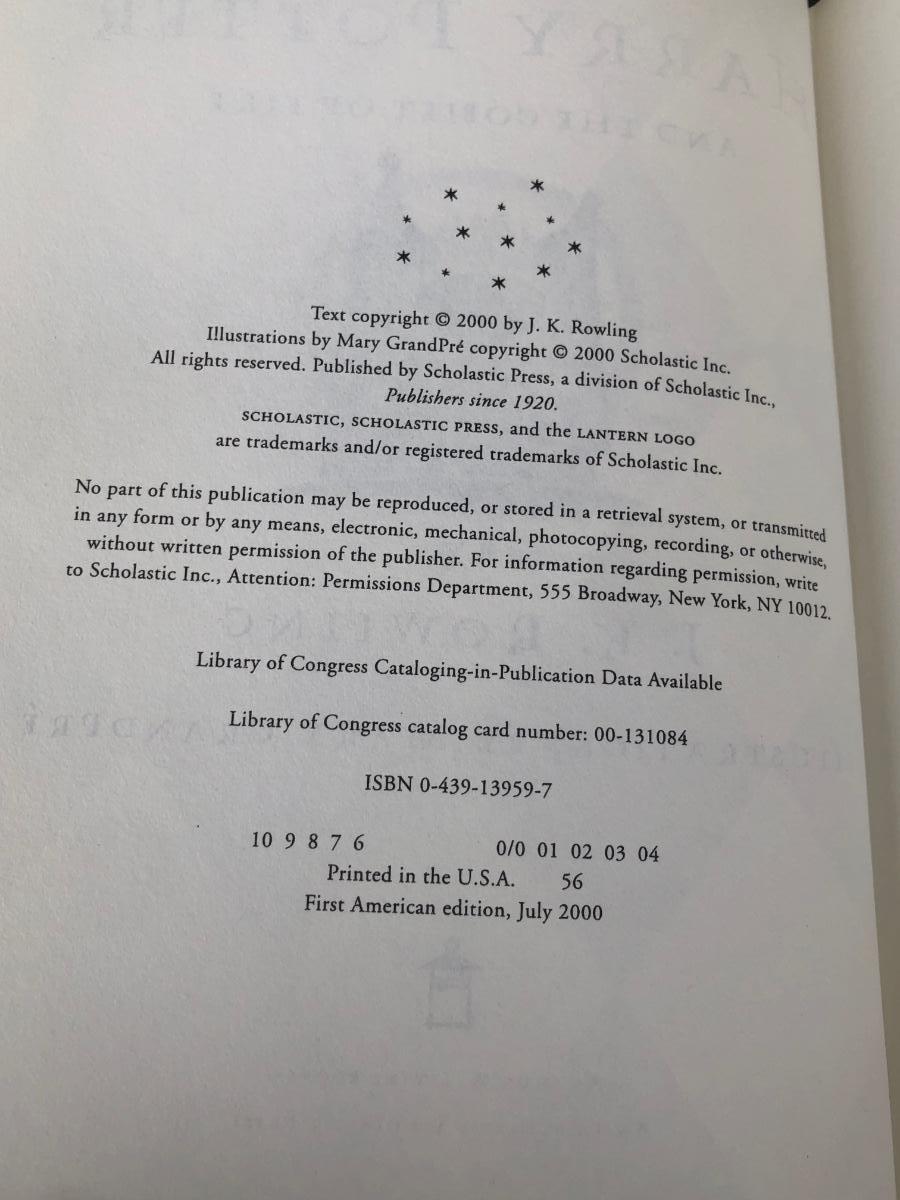 Text copyright © 2000 by J. K. Rowling
Illustrations by Mary GrandPré copyright © 2000 Scholastic Inc.
All rights reserved. Published by Scholastic Press, a division of Scholastic Inc.,
Publishers since 1920.
SCHOLASTIC, SCHOLASTIC PRESS, and the LANTERN LOGO
are trademarks and/or registered trademarks of Scholastic Inc.
No part of this publication may be reproduced, or stored in a retrieval system, or transmitted
in any form or by any means, electronic, mechanical, photocopying, recording, or otherwise,
without written permission of the publisher. For information regarding permission, write
to Scholastic Inc., Attention: Permissions Department, 555 Broadway, New York, NY 10012.
Library of Congress Cataloging-in-Publication Data Available
Library of Congress catalog card number: 00-131084
ISBN 0-439-13959-7
10 9 8 7 6 0/0 01 02 03 04
Printed in the U.S.A. 56
First American edition, July 2000